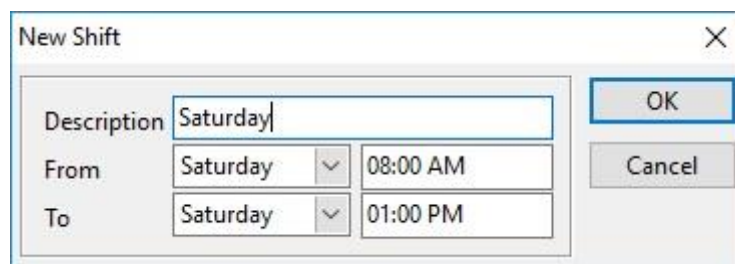 New Shift
Description Saturday OK
From Saturday 08:00 AM Cancel
To Saturday 01:00 PM